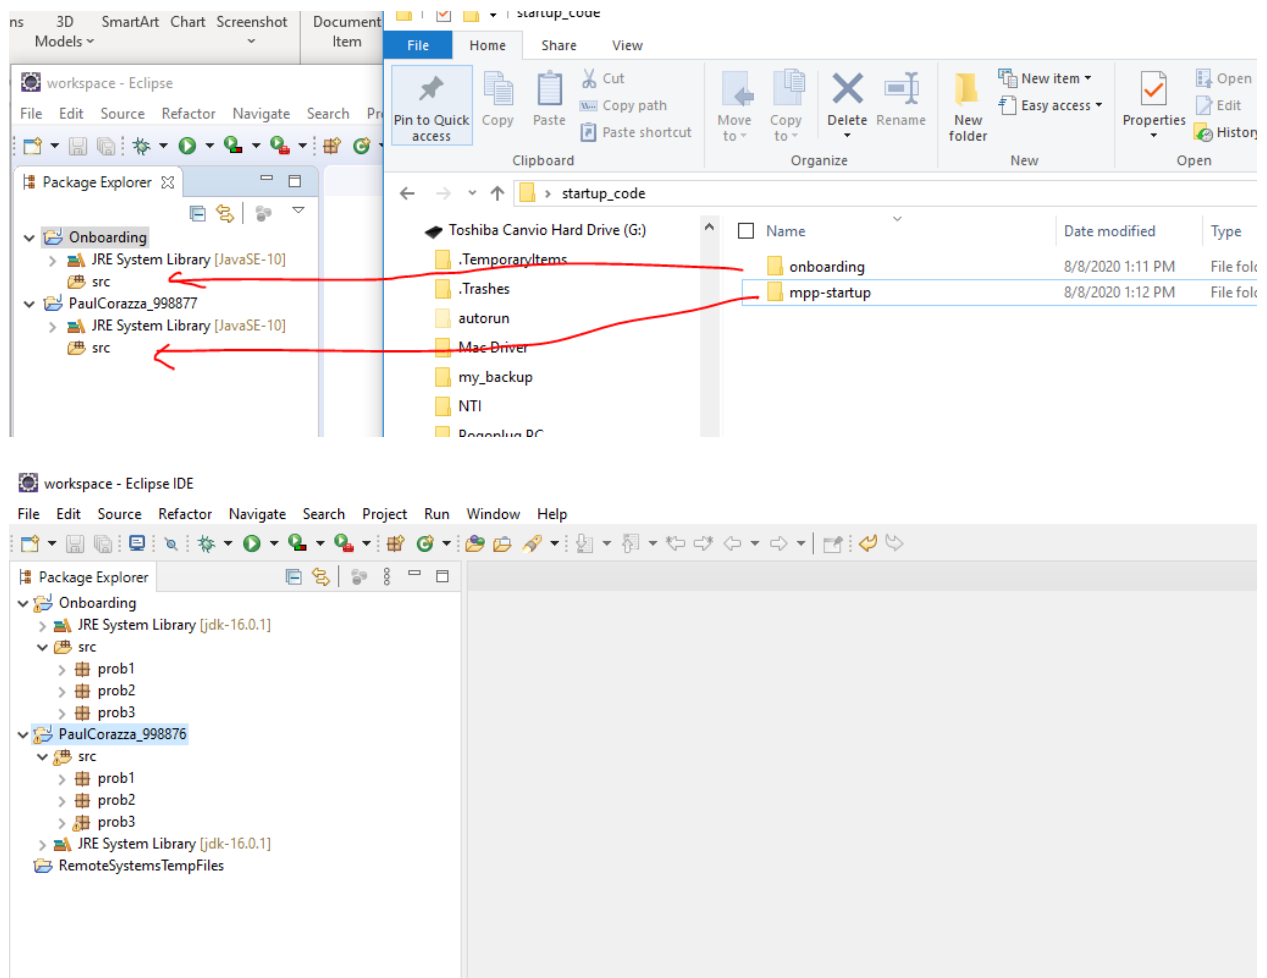 ns 3D SmartArt Chart Screenshot Document
Models Item
startup_code
File Home Share View
workspace - Eclipse
File Edit Source Refactor Navigate Search Pr
Cut
Copy path
Paste shortcut
Pin to Quick access
Copy
Paste
Move to
Copy to
Delete
Rename
New folder
New item
Easy access
Properties
Open
Edit
History
Clipboard Organize New Open
startup_code
Package Explorer
Onboarding
JRE System Library [JavaSE-10]
src
PaulCorazza_998877
JRE System Library [JavaSE-10]
src
Toshiba Canvio Hard Drive (G:)
.TemporaryItems
.Trashes
autorun
Mac Driver
my_backup
NTI
Pogoplug PC
Name Date modified Type
onboarding 8/8/2020 1:11 PM File fold
mpp-startup 8/8/2020 1:12 PM File fold
workspace - Eclipse IDE
File Edit Source Refactor Navigate Search Project Run Window Help
Package Explorer
Onboarding
JRE System Library [jdk-16.0.1]
src
prob1
prob2
prob3
PaulCorazza_998876
src
prob1
prob2
prob3
JRE System Library [jdk-16.0.1]
RemoteSystemsTempFiles